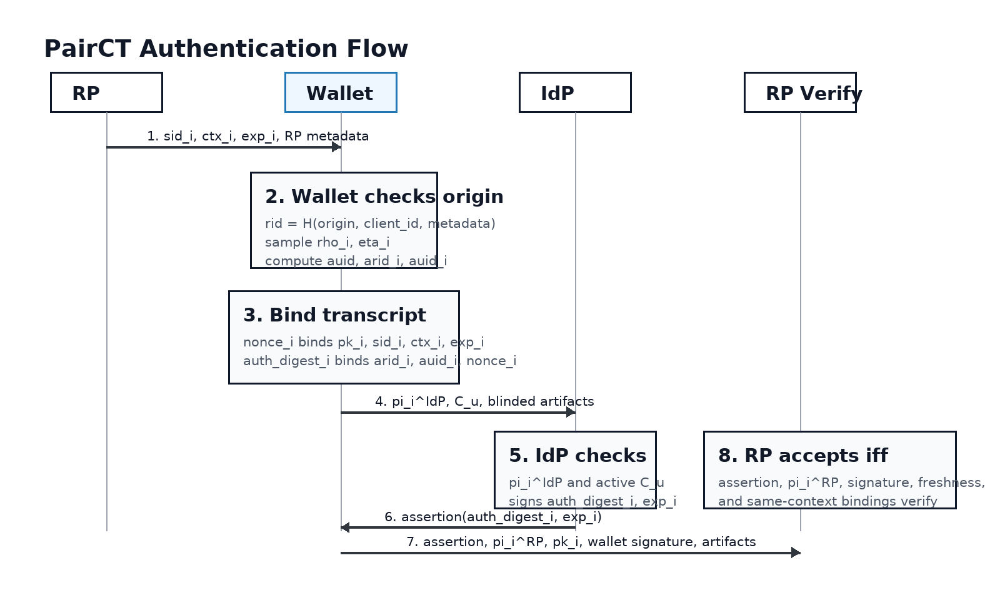 PairCT Authentication Flow
RP
Wallet
IdP
RP Verify
1. sid_i, ctx_i, exp_i, RP metadata
2. Wallet checks origin
rid = H(origin, client_id, metadata)
sample rho_i, eta_i
compute auid, arid_i, auid_i
3. Bind transcript
nonce_i binds pk_i, sid_i, ctx_i, exp_i
auth_digest_i binds arid_i, auid_i, nonce_i
4. pi_i^IdP, C_u, blinded artifacts
5. IdP checks
pi_i^IdP and active C_u
signs auth_digest_i, exp_i
8. RP accepts iff
assertion, pi_i^RP, signature, freshness,
and same-context bindings verify
6. assertion(auth_digest_i, exp_i)
7. assertion, pi_i^RP, pk_i, wallet signature, artifacts